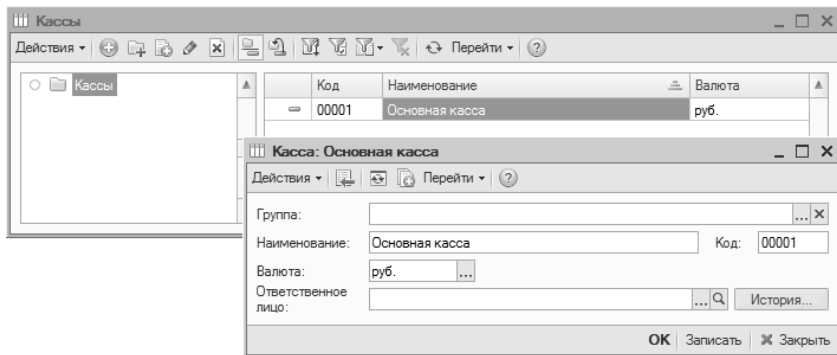 Кассы
Действия Перейти
Кассы
Код Наименование Валюта
00001 Основная касса руб.
Касса: Основная касса
Действия Перейти
Группа:
Наименование: Основная касса Код: 00001
Валюта: руб.
Ответственное
лицо: История...
OK Записать Закрыть